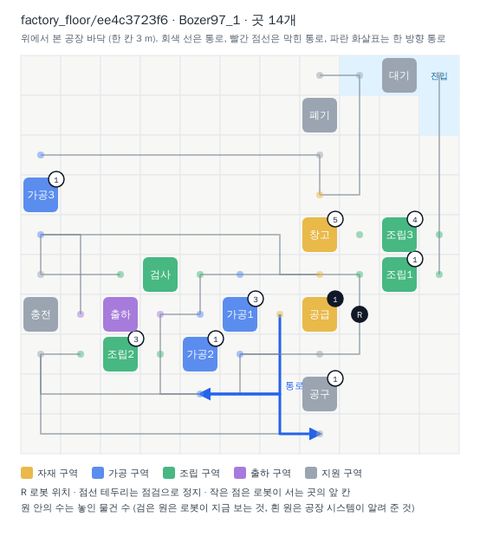 factory_floor/ee4c3723f6 · Bozer97_1 · 곳 14개
위에서 본 공장 바닥 (한 칸 3 m). 회색 선은 통로, 빨간 점선은 막힌 통로, 파란 화살표는 한 방향 통로
대기
진입
폐기
가공3 1
창고 5
조립3 4
검사
조립1 1
충전
출하
가공1 3
공급 1
R
조립2 3
가공2 1
통로
공구 1
자재 구역
가공 구역
조립 구역
출하 구역
지원 구역
R 로봇 위치 · 점선 테두리는 점검으로 정지 · 작은 점은 로봇이 서는 곳의 앞 칸
원 안의 수는 놓인 물건 수 (검은 원은 로봇이 지금 보는 것, 흰 원은 공장 시스템이 알려 준 것)